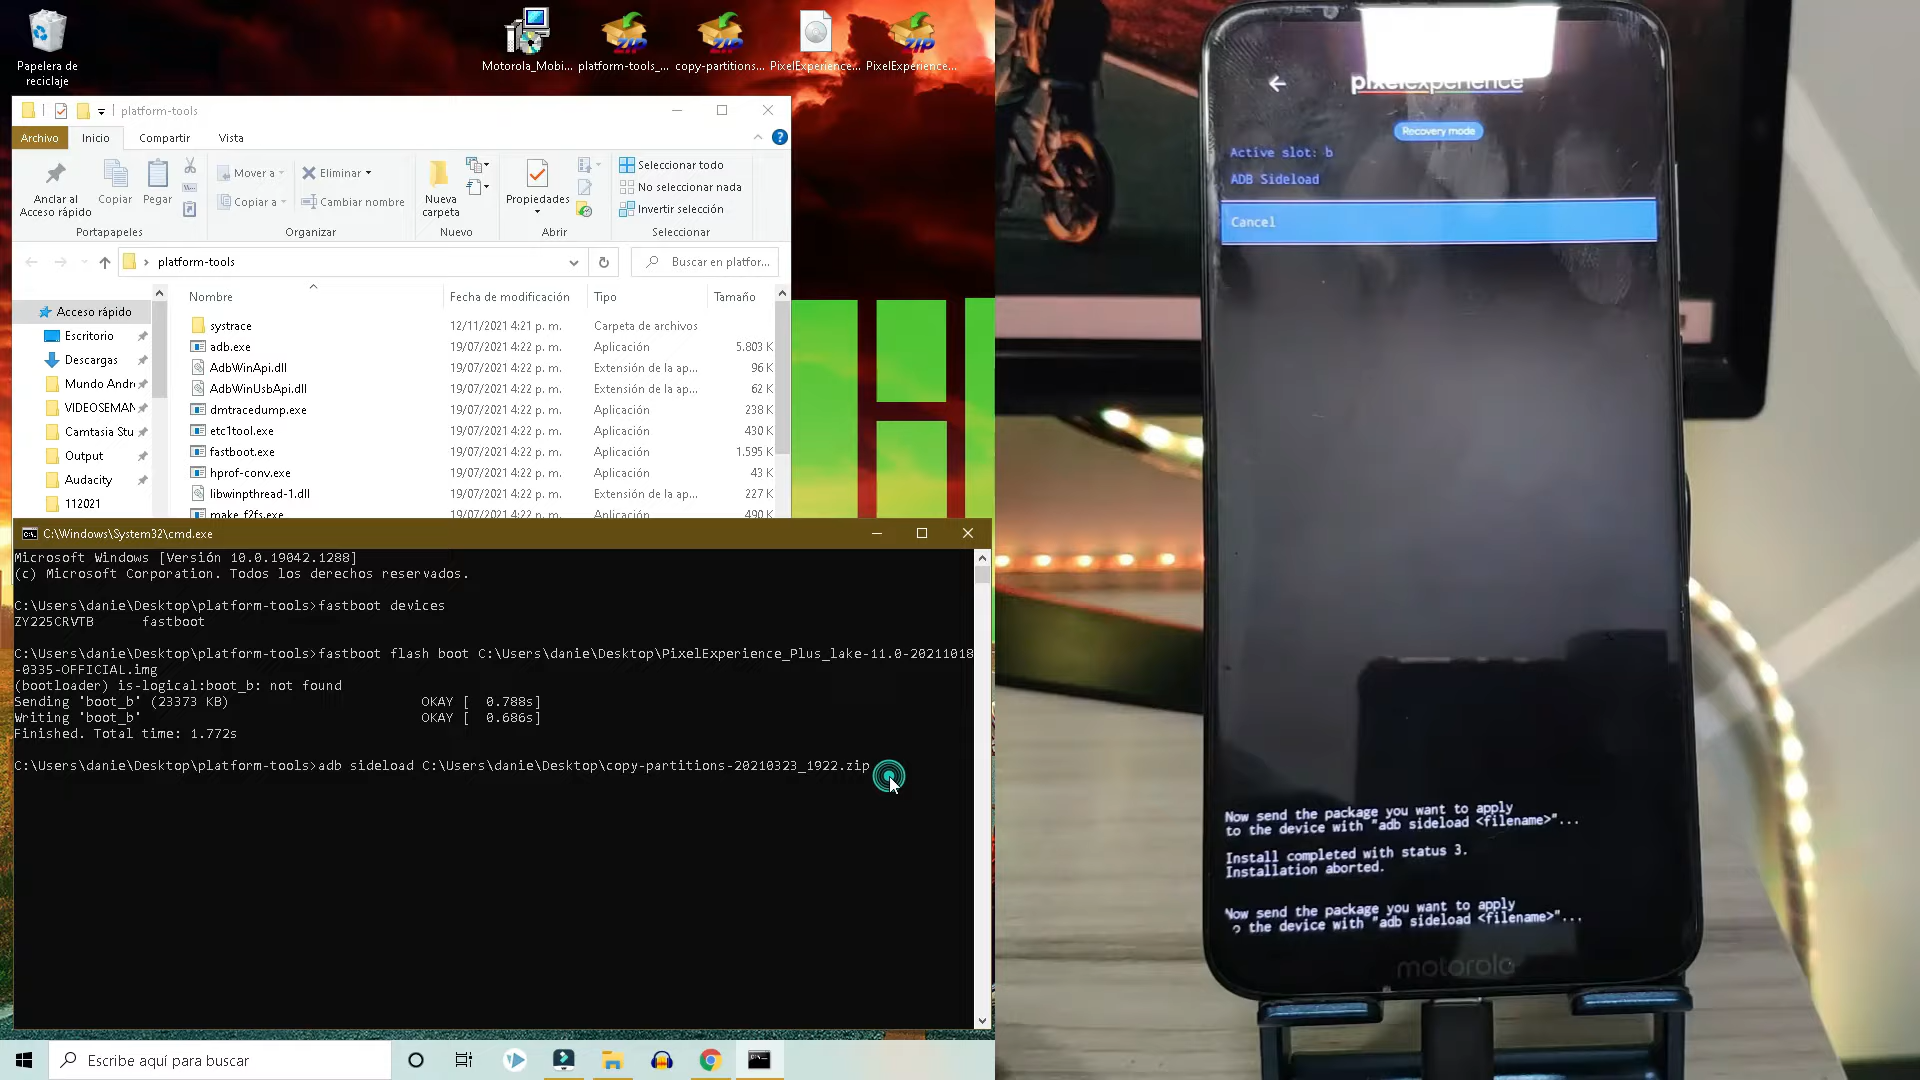 Papelera de
reciclaje
Motorola_Mobi...
platform-tools_...
copy-partitions...
PixelExperience...
PixelExperience...
platform-tools
Archivo
Inicio
Compartir
Vista
Anclar al
Acceso rápido
Copiar
Pegar
Mover a
Copiar a
Eliminar
Cambiar nombre
Nueva
carpeta
Propiedades
Seleccionar todo
No seleccionar nada
Invertir selección
Portapapeles
Organizar
Nuevo
Abrir
Seleccionar
platform-tools
Buscar en platfor...
Nombre
Fecha de modificación
Tipo
Tamaño
Acceso rápido
Escritorio
Descargas
Mundo Andr
VIDEOSEMAN
Camtasia Stu
Output
Audacity
112021
systrace 12/11/2021 4:21 p. m. Carpeta de archivos
adb.exe 19/07/2021 4:22 p. m. Aplicación 5.803 K
AdbWinApi.dll 19/07/2021 4:22 p. m. Extensión de la ap... 96 K
AdbWinUsbApi.dll 19/07/2021 4:22 p. m. Extensión de la ap... 62 K
dmtracedump.exe 19/07/2021 4:22 p. m. Aplicación 238 K
etc1tool.exe 19/07/2021 4:22 p. m. Aplicación 430 K
fastboot.exe 19/07/2021 4:22 p. m. Aplicación 1.595 K
hprof-conv.exe 19/07/2021 4:22 p. m. Aplicación 43 K
libwinpthread-1.dll 19/07/2021 4:22 p. m. Extensión de la ap... 227 K
make_f2fs.exe 19/07/2021 4:22 p. m. Aplicación 490 K
C:\Windows\System32\cmd.exe
Microsoft Windows [Versión 10.0.19042.1288]
(c) Microsoft Corporation. Todos los derechos reservados.
C:\Users\danie\Desktop\platform-tools>fastboot devices
ZY225CRVTB fastboot
C:\Users\danie\Desktop\platform-tools>fastboot flash boot C:\Users\danie\Desktop\PixelExperience_Plus_lake-11.0-20211018
-0335-OFFICIAL.img
(bootloader) is-logical:boot_b: not found
Sending 'boot_b' (23373 KB) OKAY [ 0.788s]
Writing 'boot_b' OKAY [ 0.686s]
Finished. Total time: 1.772s
C:\Users\danie\Desktop\platform-tools>adb sideload C:\Users\danie\Desktop\copy-partitions-20210323_1922.zip
Escribe aquí para buscar
pixelexperience
Recovery mode
Active slot: b
ADB Sideload
Cancel
Now send the package you want to apply
to the device with "adb sideload <filename>"...
Install completed with status 3.
Installation aborted.
Now send the package you want to apply
the device with "adb sideload <filename>"...
motorola